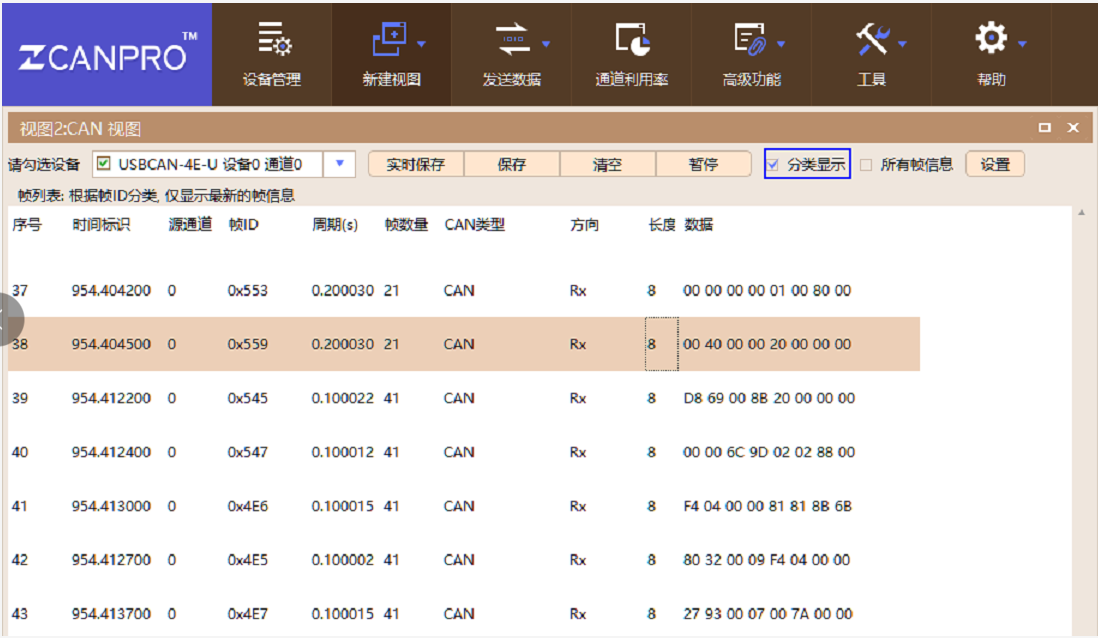 ZCANPRO™
设备管理 新建视图 发送数据 通道利用率 高级功能 工具 帮助
视图2:CAN 视图
请勾选设备 USBCAN-4E-U 设备0 通道0 实时保存 保存 清空 暂停 分类显示 所有帧信息 设置
帧列表: 根据帧ID分类, 仅显示最新的帧信息
序号 时间标识 源通道 帧ID 周期(s) 帧数量 CAN类型 方向 长度 数据
37 954.404200 0 0x553 0.200030 21 CAN Rx 8 00 00 00 00 01 00 80 00
38 954.404500 0 0x559 0.200030 21 CAN Rx 8 00 40 00 00 20 00 00 00
39 954.412200 0 0x545 0.100022 41 CAN Rx 8 D8 69 00 8B 20 00 00 00
40 954.412400 0 0x547 0.100012 41 CAN Rx 8 00 00 6C 9D 02 02 88 00
41 954.413000 0 0x4E6 0.100015 41 CAN Rx 8 F4 04 00 00 81 81 8B 6B
42 954.412700 0 0x4E5 0.100002 41 CAN Rx 8 80 32 00 09 F4 04 00 00
43 954.413700 0 0x4E7 0.100015 41 CAN Rx 8 27 93 00 07 00 7A 00 00